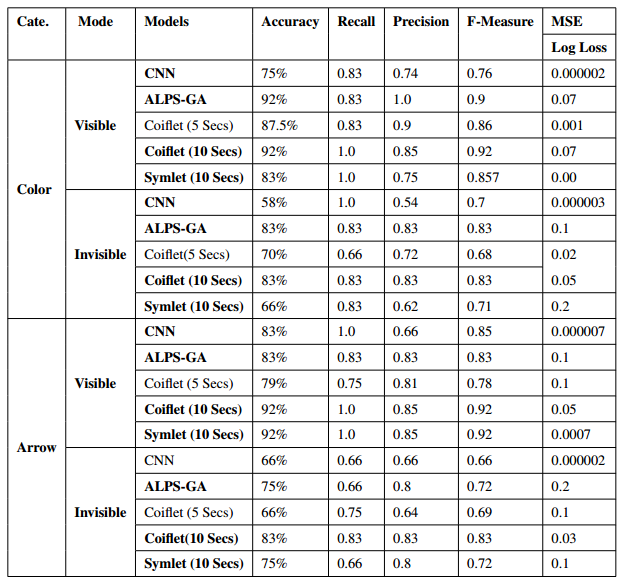 Cate. Mode Models Accuracy Recall Precision F-Measure MSE
Log Loss
Color Visible CNN 75% 0.83 0.74 0.76 0.000002
ALPS-GA 92% 0.83 1.0 0.9 0.07
Coiflet (5 Secs) 87.5% 0.83 0.9 0.86 0.001
Coiflet (10 Secs) 92% 1.0 0.85 0.92 0.07
Symlet (10 Secs) 83% 1.0 0.75 0.857 0.00
Invisible CNN 58% 1.0 0.54 0.7 0.000003
ALPS-GA 83% 0.83 0.83 0.83 0.1
Coiflet(5 Secs) 70% 0.66 0.72 0.68 0.02
Coiflet (10 Secs) 83% 0.83 0.83 0.83 0.05
Symlet (10 Secs) 66% 0.83 0.62 0.71 0.2
Arrow Visible CNN 83% 1.0 0.66 0.85 0.000007
ALPS-GA 83% 0.83 0.83 0.83 0.1
Coiflet (5 Secs) 79% 0.75 0.81 0.78 0.1
Coiflet (10 Secs) 92% 1.0 0.85 0.92 0.05
Symlet (10 Secs) 92% 1.0 0.85 0.92 0.0007
Invisible CNN 66% 0.66 0.66 0.66 0.000002
ALPS-GA 75% 0.66 0.8 0.72 0.2
Coiflet (5 Secs) 66% 0.75 0.64 0.69 0.1
Coiflet(10 Secs) 83% 0.83 0.83 0.83 0.03
Symlet (10 Secs) 75% 0.66 0.8 0.72 0.1